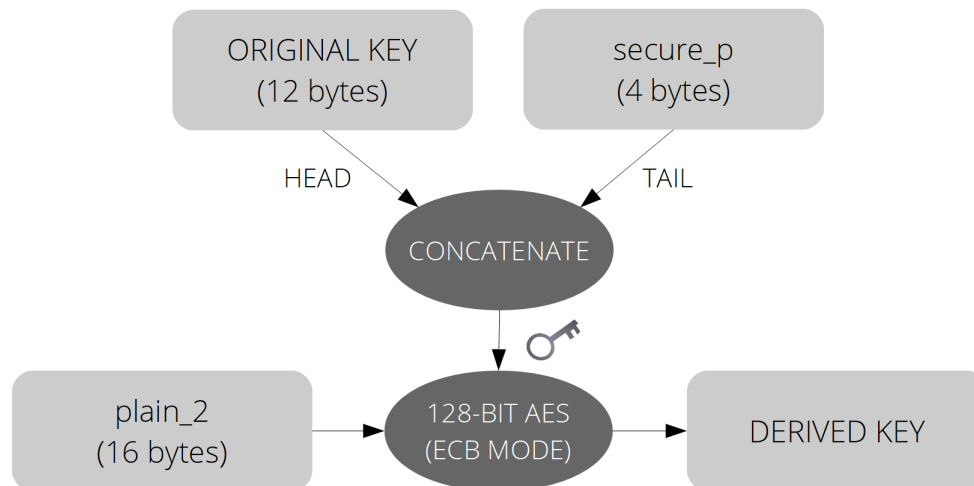 ORIGINAL KEY
(12 bytes)
secure_p
(4 bytes)
HEAD
TAIL
CONCATENATE
plain_2
(16 bytes)
128-BIT AES
(ECB MODE)
DERIVED KEY